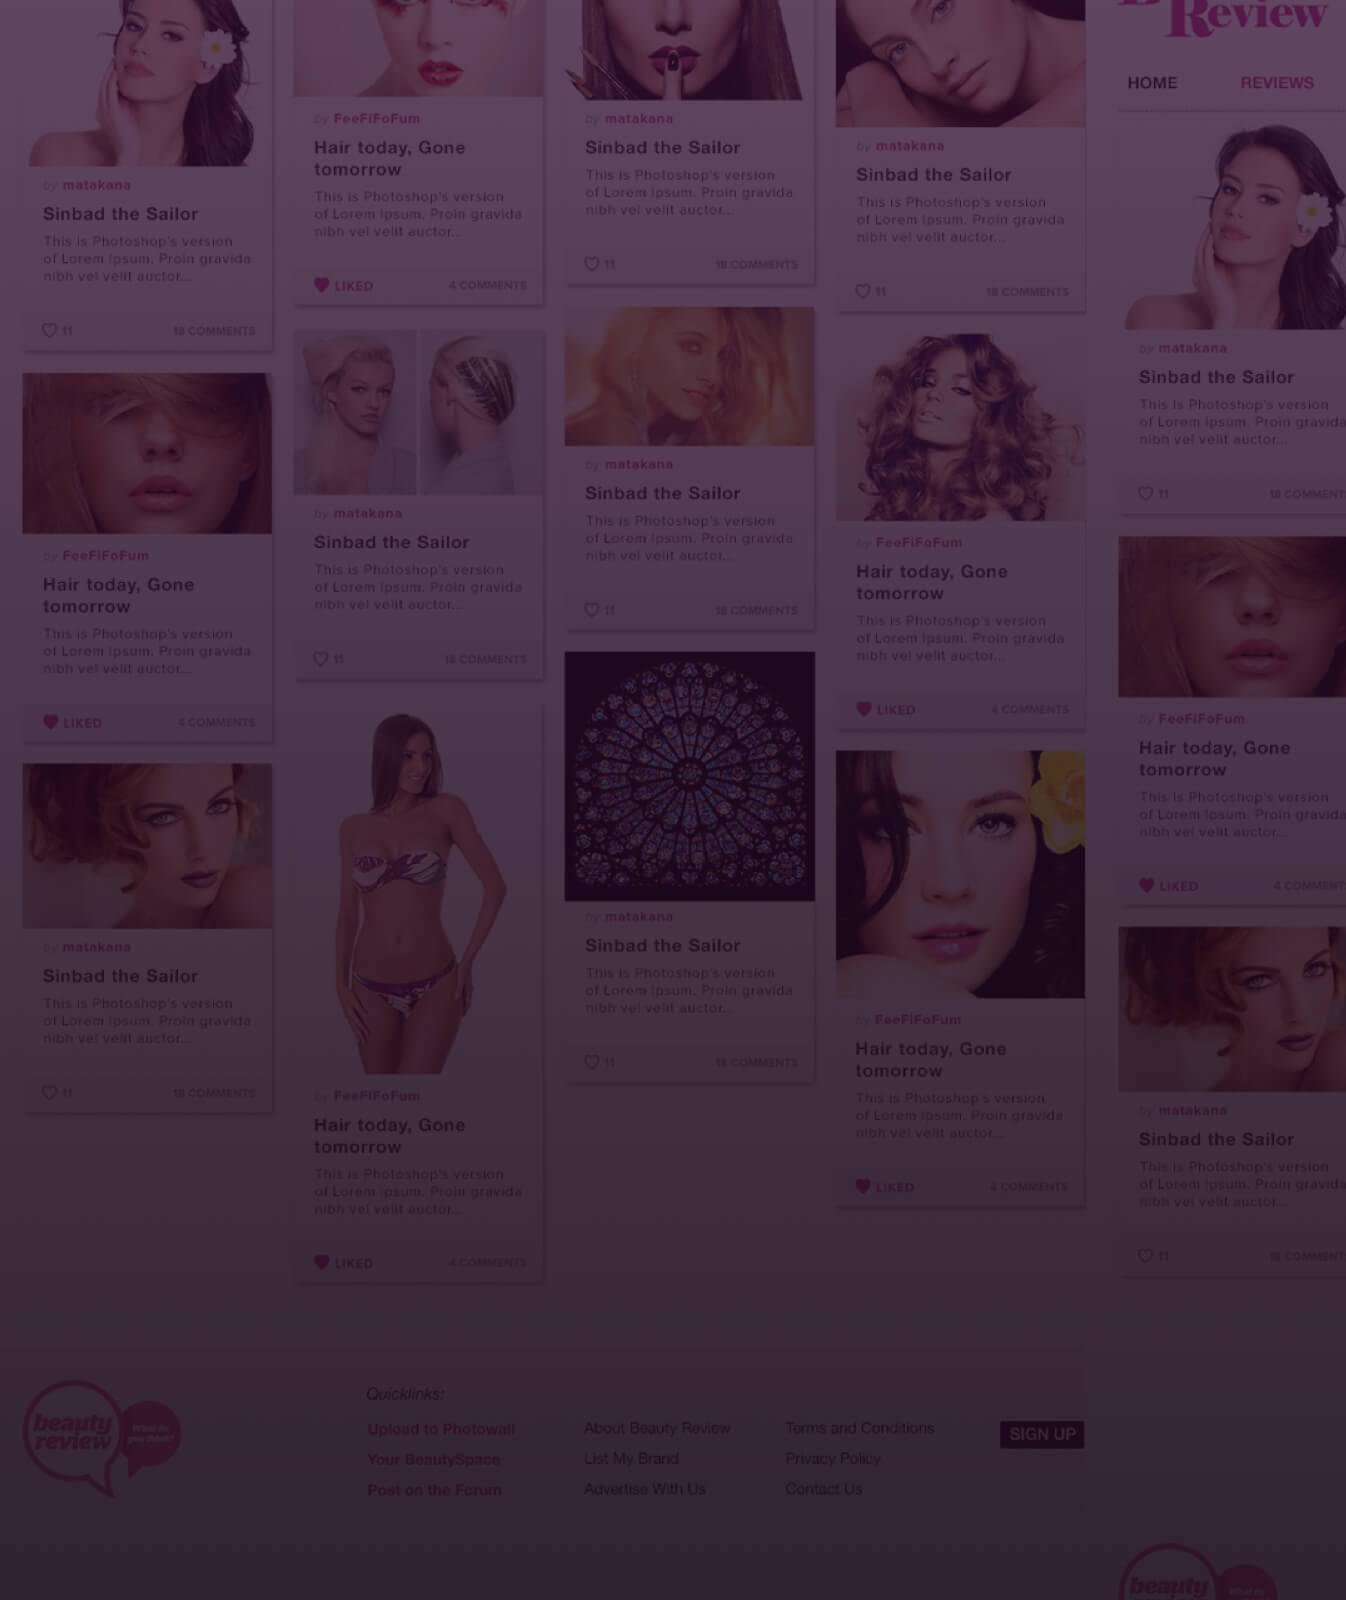 Review
HOME REVIEWS
by matakana
Sinbad the Sailor
This is Photoshop's version
of Lorem Ipsum. Proin gravida
nibh vel velit auctor...
11 18 COMMENTS
by FeeFiFoFum
Hair today, Gone
tomorrow
This is Photoshop's version
of Lorem Ipsum. Proin gravida
nibh vel velit auctor...
LIKED 4 COMMENTS
by matakana
Sinbad the Sailor
This is Photoshop's version
of Lorem Ipsum. Proin gravida
nibh vel velit auctor...
11 18 COMMENTS
by FeeFiFoFum
Hair today, Gone
tomorrow
This is Photoshop's version
of Lorem Ipsum. Proin gravida
nibh vel velit auctor...
LIKED 4 COMMENTS
by matakana
Sinbad the Sailor
This is Photoshop's version
of Lorem Ipsum. Proin gravida
nibh vel velit auctor...
11 18 COMMENTS
by FeeFiFoFum
Hair today, Gone
tomorrow
This is Photoshop's version
of Lorem Ipsum. Proin gravida
nibh vel velit auctor...
LIKED 4 COMMENTS
by matakana
Sinbad the Sailor
This is Photoshop's version
of Lorem Ipsum. Proin gravida
nibh vel velit auctor...
11 18 COMMENTS
by matakana
Sinbad the Sailor
This is Photoshop's version
of Lorem Ipsum. Proin gravida
nibh vel velit auctor...
11 18 COMMENTS
by matakana
Sinbad the Sailor
This is Photoshop's version
of Lorem Ipsum. Proin gravida
nibh vel velit auctor...
11 18 COMMENTS
by matakana
Sinbad the Sailor
This is Photoshop's version
of Lorem Ipsum. Proin gravida
nibh vel velit auctor...
11 18 COMMENTS
by FeeFiFoFum
Hair today, Gone
tomorrow
This is Photoshop's version
of Lorem Ipsum. Proin gravida
nibh vel velit auctor...
LIKED 4 COMMENTS
by FeeFiFoFum
Hair today, Gone
tomorrow
This is Photoshop's version
of Lorem Ipsum. Proin gravida
nibh vel velit auctor...
LIKED 4 COMMENTS
by matakana
Sinbad the Sailor
This is Photoshop's version
of Lorem Ipsum. Proin gravida
nibh vel velit auctor...
11 18 COMMENTS
by FeeFiFoFum
Hair today, Gone
tomorrow
This is Photoshop's version
of Lorem Ipsum. Proin gravida
nibh vel velit auctor...
LIKED 4 COMMENT
by matakana
Sinbad the Sailor
This is Photoshop's version
of Lorem Ipsum. Proin gravida
nibh vel velit auctor...
11 18 COMMENTS
beauty
review
What do
you think?
Quicklinks:
Upload to Photowall
Your BeautySpace
Post on the Forum
About Beauty Review
List My Brand
Advertise With Us
Terms and Conditions
Privacy Policy
Contact Us
SIGN UP
beauty
What do